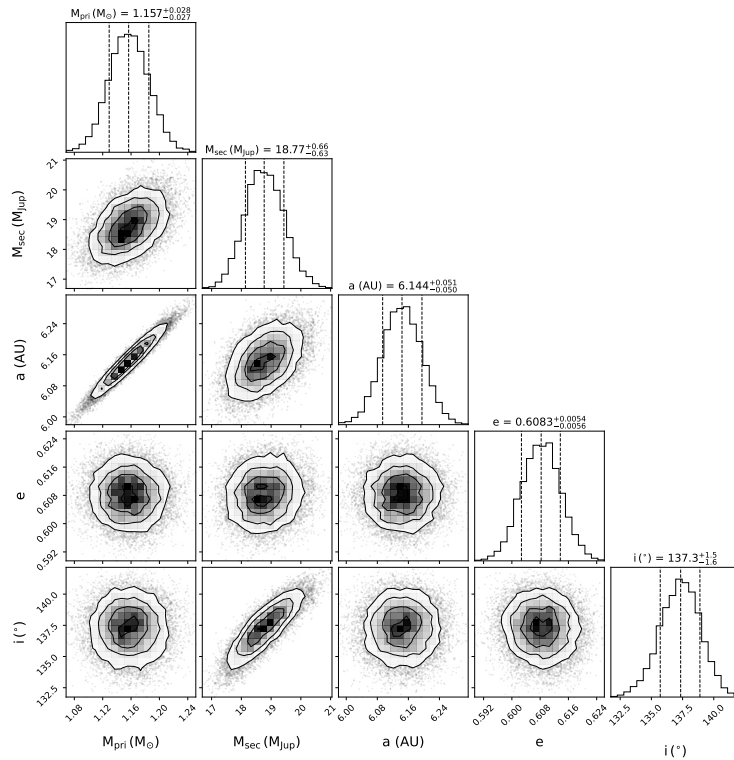 M_pri (M_⊙) = 1.157^{+0.028}_{−0.027}
21
20
19
18
17
M_sec (M_Jup)
M_sec (M_Jup) = 18.77^{+0.66}_{−0.63}
6.24
6.16
6.08
6.00
a (AU)
a (AU) = 6.144^{+0.051}_{−0.050}
0.624
0.616
0.608
0.600
0.592
e
e = 0.6083^{+0.0054}_{−0.0056}
140.0
137.5
135.0
132.5
i (°)
i (°) = 137.3^{+1.5}_{−1.6}
1.08 1.12 1.16 1.20 1.24
17 18 19 20 21
6.00 6.08 6.16 6.24
0.592 0.600 0.608 0.616 0.624
132.5 135.0 137.5 140.0
M_pri (M_⊙) M_sec (M_Jup) a (AU) e i (°)